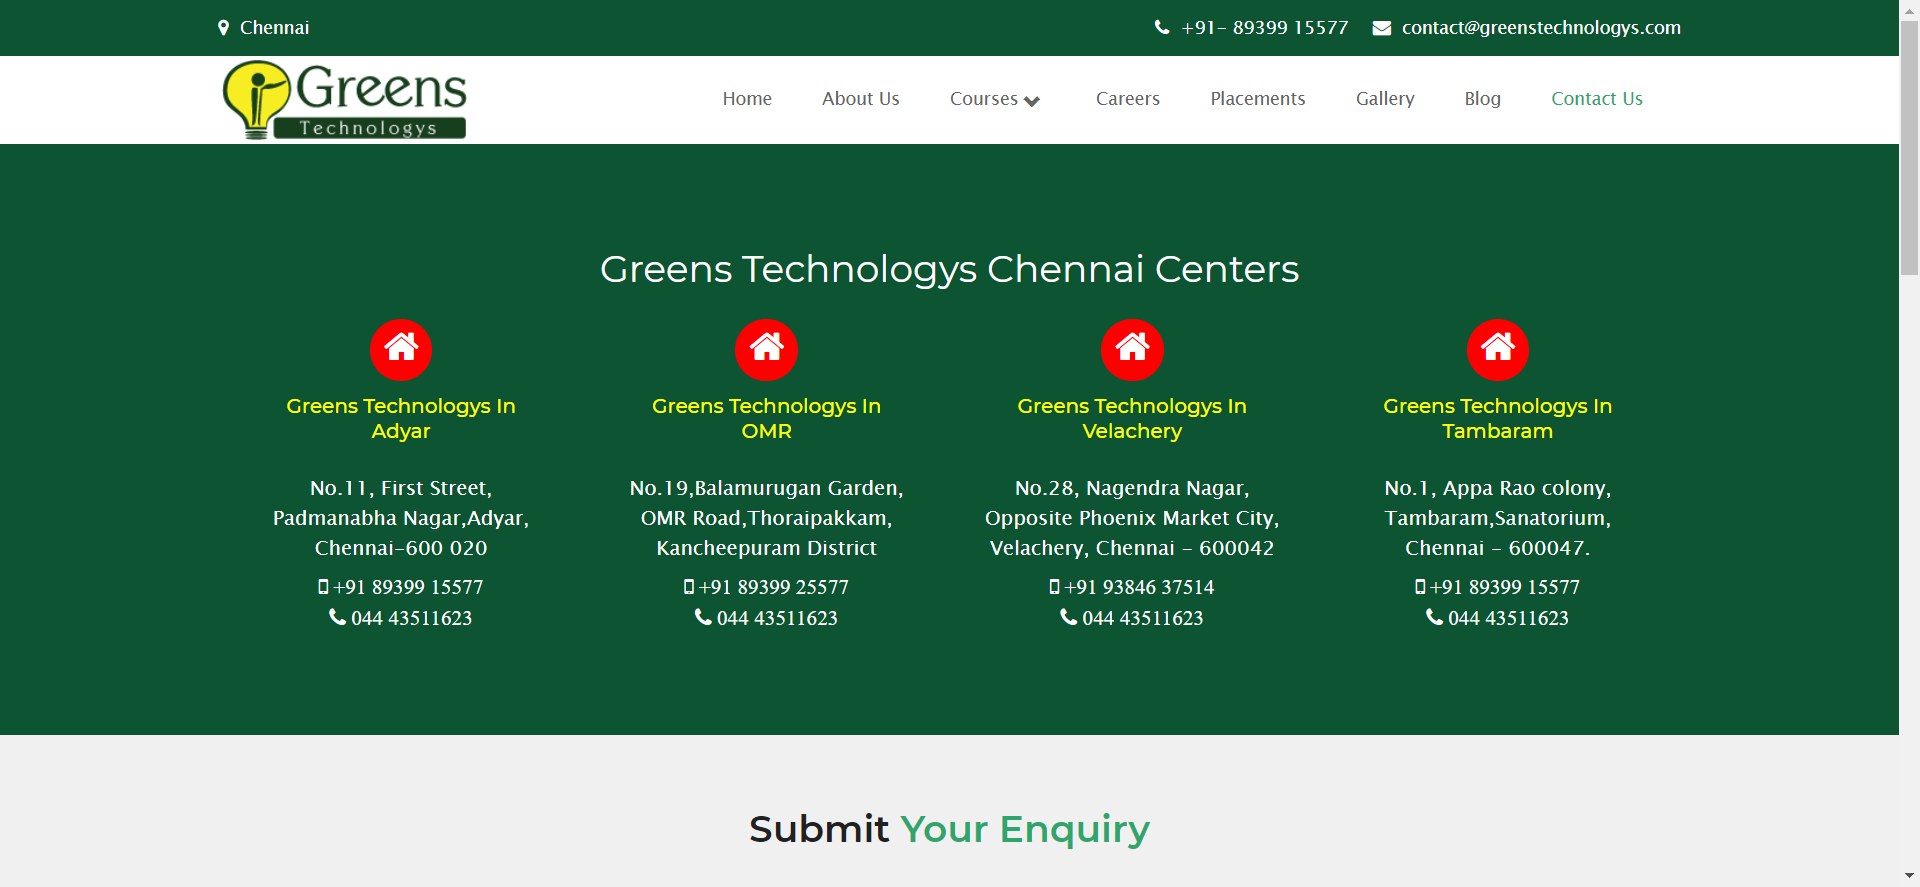 Chennai
+91- 89399 15577
contact@greenstechnologys.com
Greens
Technologys
Home
About Us
Courses
Careers
Placements
Gallery
Blog
Contact Us
Greens Technologys Chennai Centers
Greens Technologys In
Adyar
No.11, First Street,
Padmanabha Nagar,Adyar,
Chennai-600 020
+91 89399 15577
044 43511623
Greens Technologys In
OMR
No.19,Balamurugan Garden,
OMR Road,Thoraipakkam,
Kancheepuram District
+91 89399 25577
044 43511623
Greens Technologys In
Velachery
No.28, Nagendra Nagar,
Opposite Phoenix Market City,
Velachery, Chennai - 600042
+91 93846 37514
044 43511623
Greens Technologys In
Tambaram
No.1, Appa Rao colony,
Tambaram,Sanatorium,
Chennai - 600047.
+91 89399 15577
044 43511623
Submit Your Enquiry